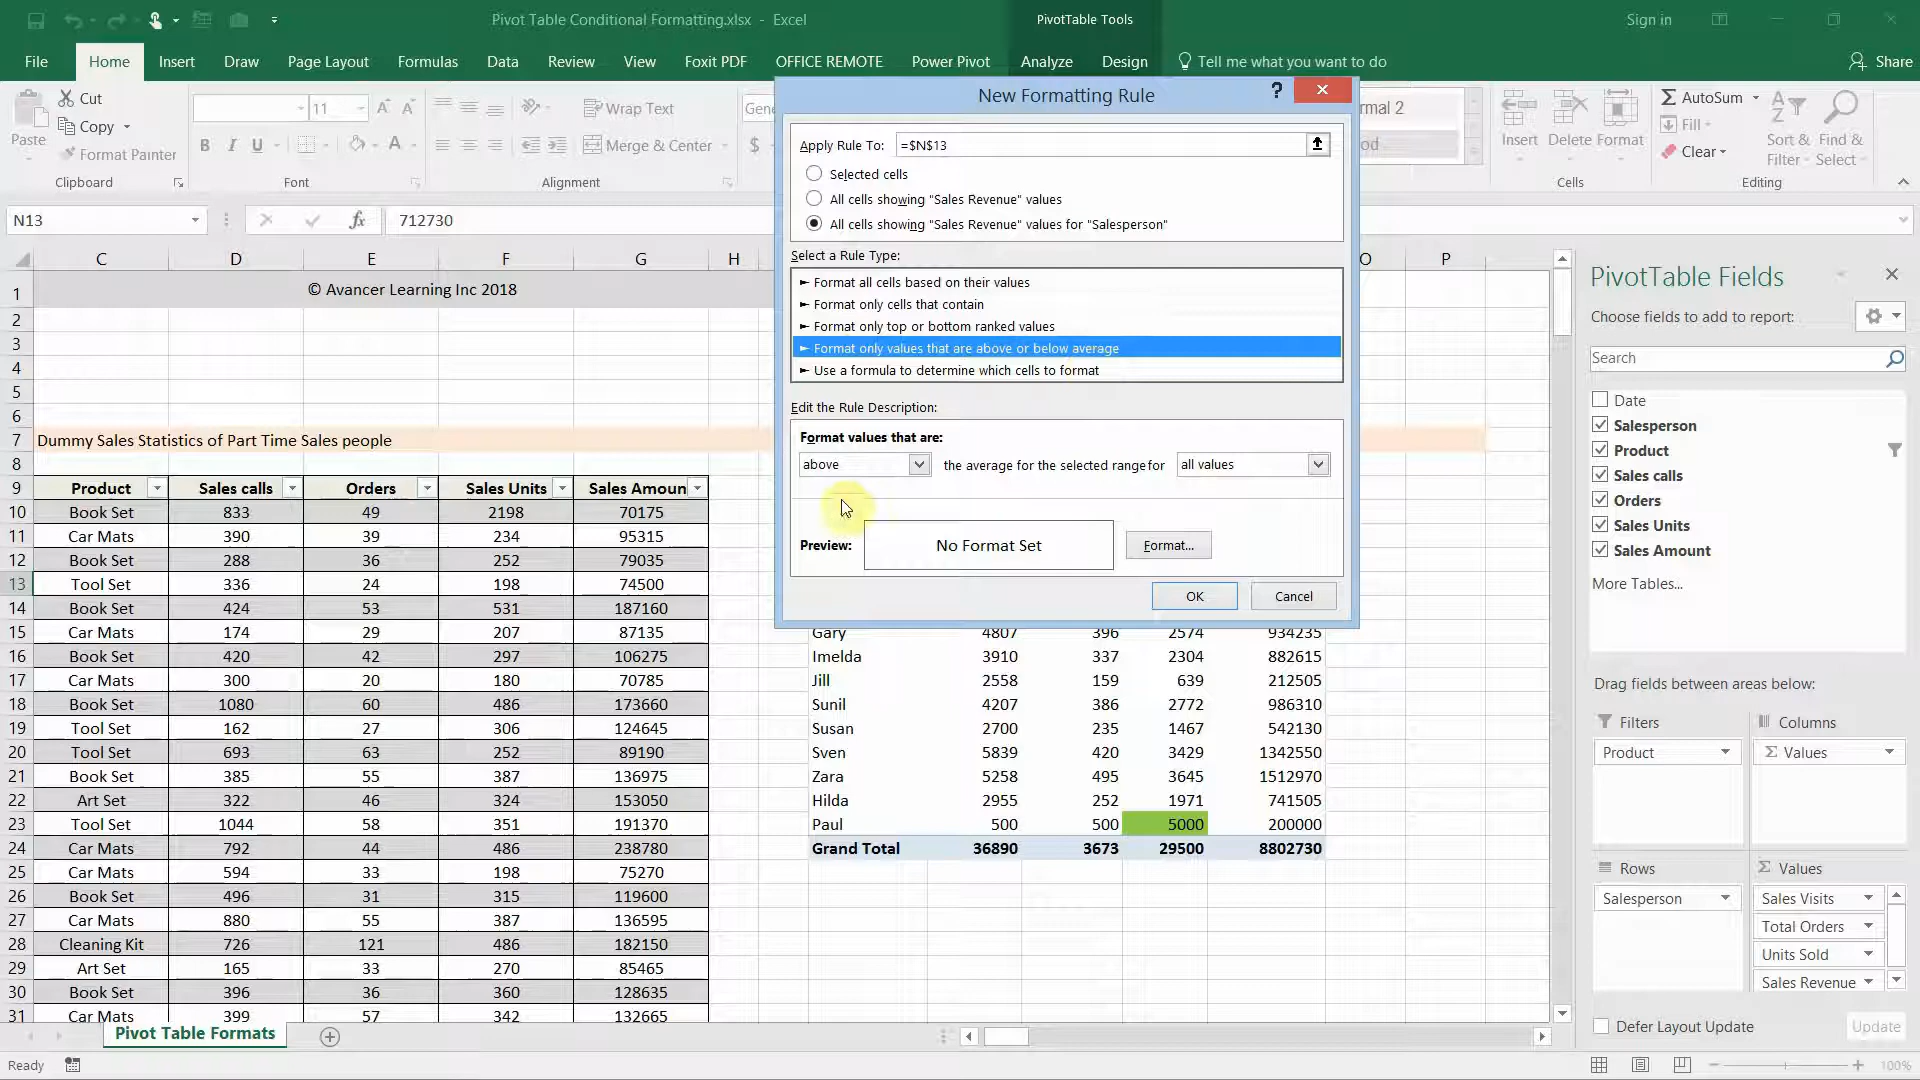 Pivot Table Conditional Formatting.xlsx - Excel
PivotTable Tools
Sign in
File Home Insert Draw Page Layout Formulas Data Review View Foxit PDF OFFICE REMOTE Power Pivot Analyze Design Tell me what you want to do Share
Cut
Copy
Format Painter
Paste
Clipboard
11
B I U
Font
Wrap Text
Merge & Center
Alignment
$
Insert Delete Format
Cells
AutoSum
Fill
Clear
Sort & Filter
Find & Select
Editing
N13 fx 712730
C D E F G H O P
1 © Avancer Learning Inc 2018
2
3
4
5
6
7 Dummy Sales Statistics of Part Time Sales people
8
9 Product Sales calls Orders Sales Units Sales Amoun
10 Book Set 833 49 2198 70175
11 Car Mats 390 39 234 95315
12 Book Set 288 36 252 79035
13 Tool Set 336 24 198 74500
14 Book Set 424 53 531 187160
15 Car Mats 174 29 207 87135
16 Book Set 420 42 297 106275
17 Car Mats 300 20 180 70785
18 Book Set 1080 60 486 173660
19 Tool Set 162 27 306 124645
20 Tool Set 693 63 252 89190
21 Book Set 385 55 387 136975
22 Art Set 322 46 324 153050
23 Tool Set 1044 58 351 191370
24 Car Mats 792 44 486 238780
25 Car Mats 594 33 198 75270
26 Book Set 496 31 315 119600
27 Car Mats 880 55 387 136595
28 Cleaning Kit 726 121 486 182150
29 Art Set 165 33 270 85465
30 Book Set 396 36 360 128635
31 Car Mats 399 57 342 132665
New Formatting Rule
?
Apply Rule To: =$N$13
Selected cells
All cells showing "Sales Revenue" values
All cells showing "Sales Revenue" values for "Salesperson"
Select a Rule Type:
► Format all cells based on their values
► Format only cells that contain
► Format only top or bottom ranked values
► Format only values that are above or below average
► Use a formula to determine which cells to format
Edit the Rule Description:
Format values that are:
above the average for the selected range for all values
Preview: No Format Set Format...
OK Cancel
Gary 4807 396 2574 934235
Imelda 3910 337 2304 882615
Jill 2558 159 639 212505
Sunil 4207 386 2772 986310
Susan 2700 235 1467 542130
Sven 5839 420 3429 1342550
Zara 5258 495 3645 1512970
Hilda 2955 252 1971 741505
Paul 500 500 5000 200000
Grand Total 36890 3673 29500 8802730
PivotTable Fields
Choose fields to add to report:
Search
Date
Salesperson
Product
Sales calls
Orders
Sales Units
Sales Amount
More Tables...
Drag fields between areas below:
Filters
Product
Columns
Σ Values
Rows
Salesperson
Σ Values
Sales Visits
Total Orders
Units Sold
Sales Revenue
Defer Layout Update Update
Pivot Table Formats
Ready
100%